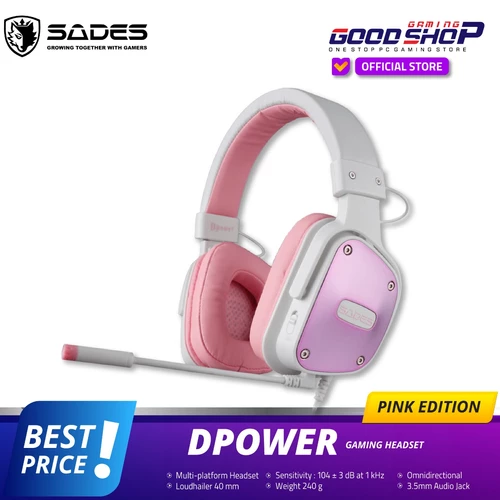 SADES
GROWING TOGETHER WITH GAMERS
GAMING
GOODSHOP
ONE STOP PC GAMING STORE
OFFICIAL STORE
Dpower
SADES
PINK EDITION
BEST
PRICE!
DPOWER GAMING HEADSET
• Multi-platform Headset
• Loudhailer 40 mm
• Sensitivity : 104 ± 3 dB at 1 kHz
• Weight 240 g
• Omnidirectional
• 3.5mm Audio Jack